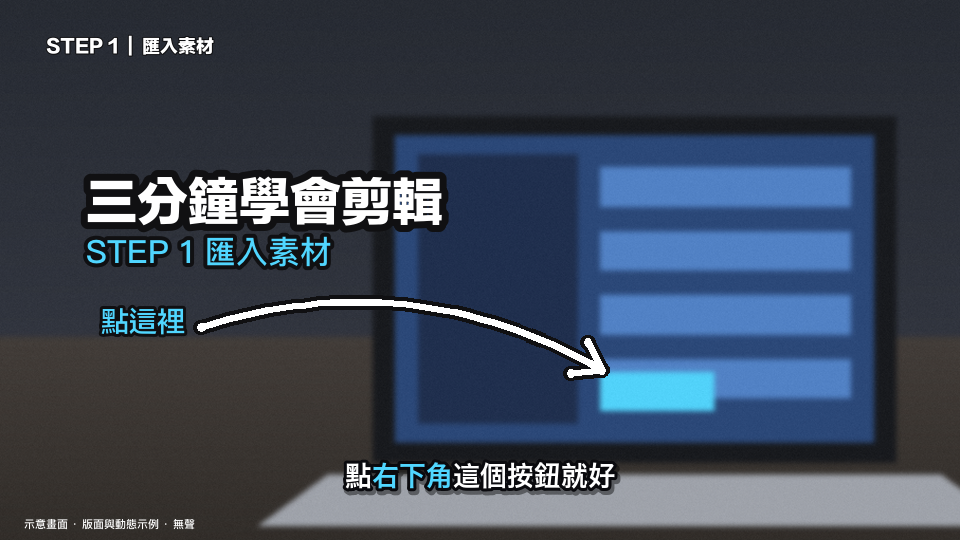 STEP 1｜匯入素材
三分鐘學會剪輯
STEP 1 匯入素材
點這裡
點右下角這個按鈕就好
示意畫面 · 版面與動態示例 · 無聲